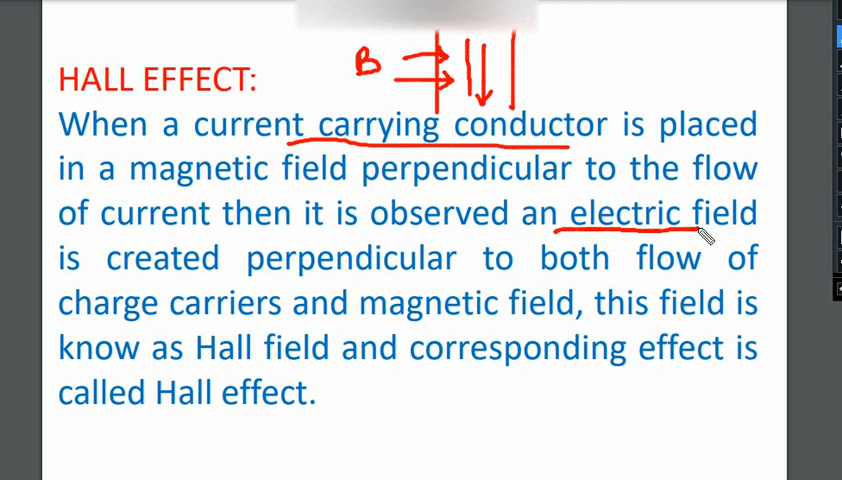 B
HALL EFFECT:
When a current carrying conductor is placed
in a magnetic field perpendicular to the flow
of current then it is observed an electric field
is created perpendicular to both flow of
charge carriers and magnetic field, this field is
know as Hall field and corresponding effect is
called Hall effect.